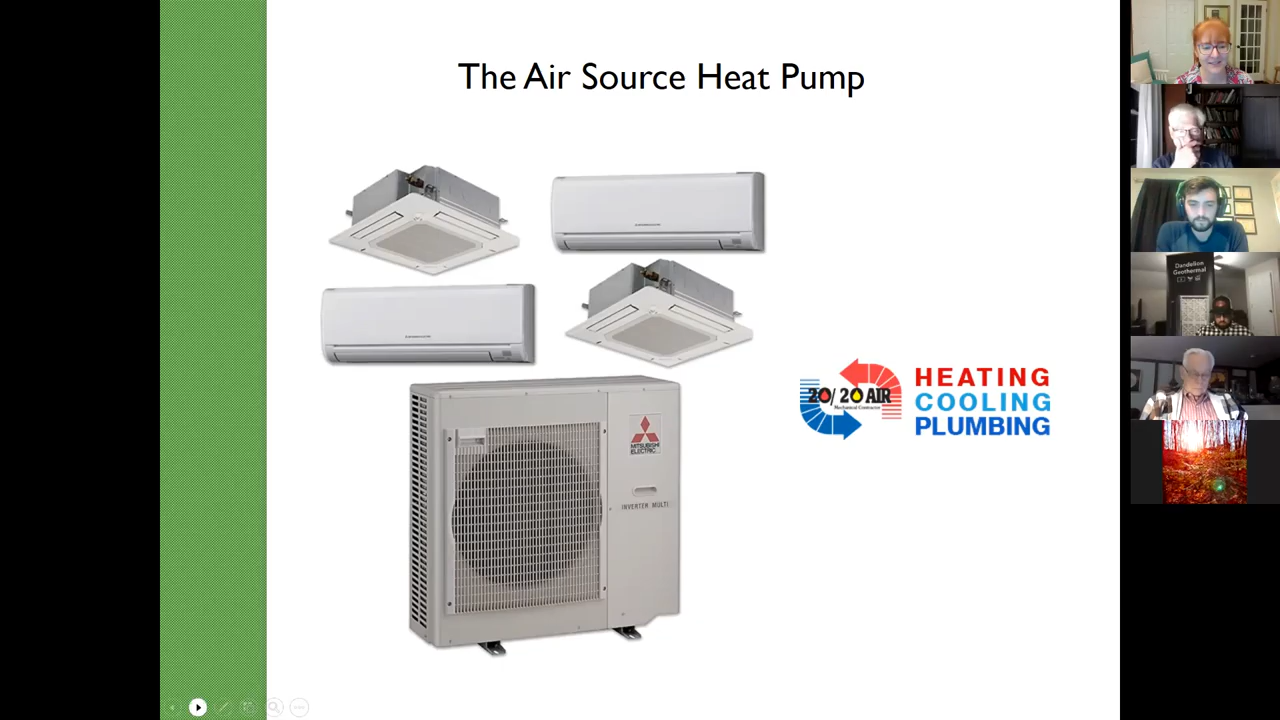 The Air Source Heat Pump
MITSUBISHI
ELECTRIC
INVERTER MULTI
20/20 AIR
Mechanical Contractor
HEATING
COOLING
PLUMBING
Dandelion
Geothermal